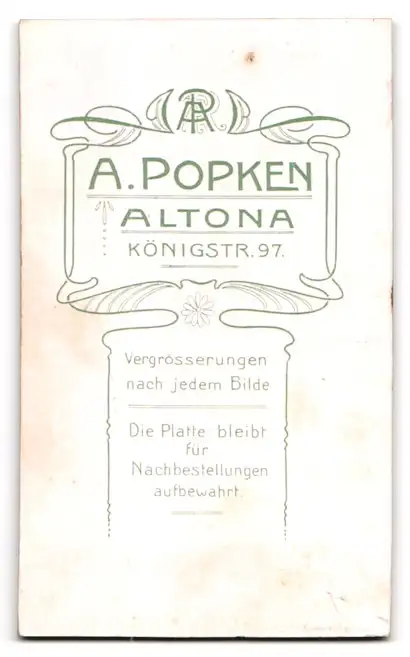 AP
A. POPKEN
ALTONA
KÖNIGSTR. 97.
Vergrösserungen
nach jedem Bilde
Die Platte bleibt
für
Nachbestellungen
aufbewahrt.